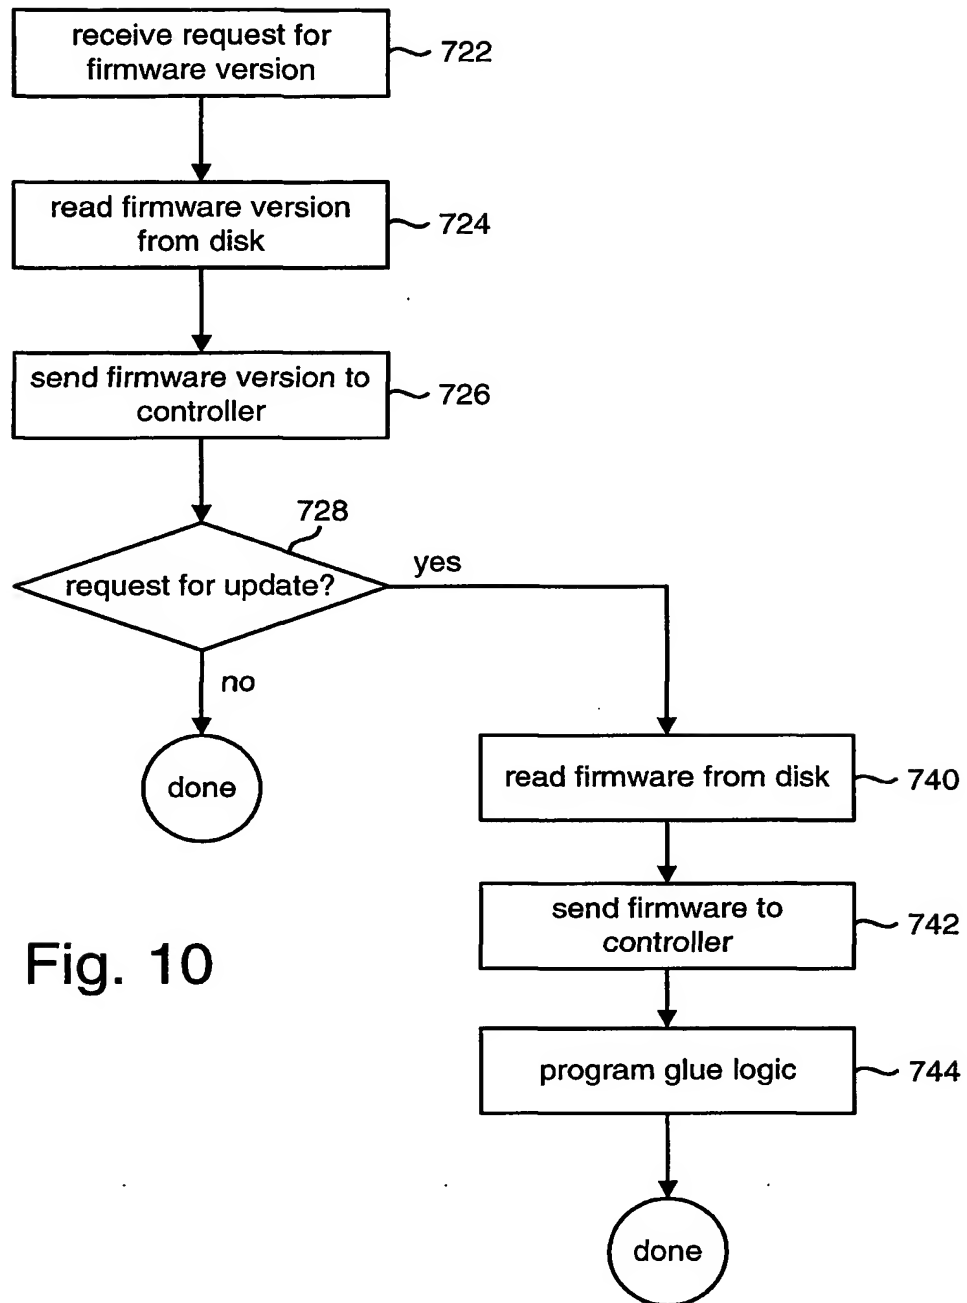 receive request for
firmware version
722
read firmware version
from disk
724
send firmware version to
controller
726
728
request for update?
yes
no
done
read firmware from disk
740
send firmware to
controller
742
program glue logic
744
done
Fig. 10